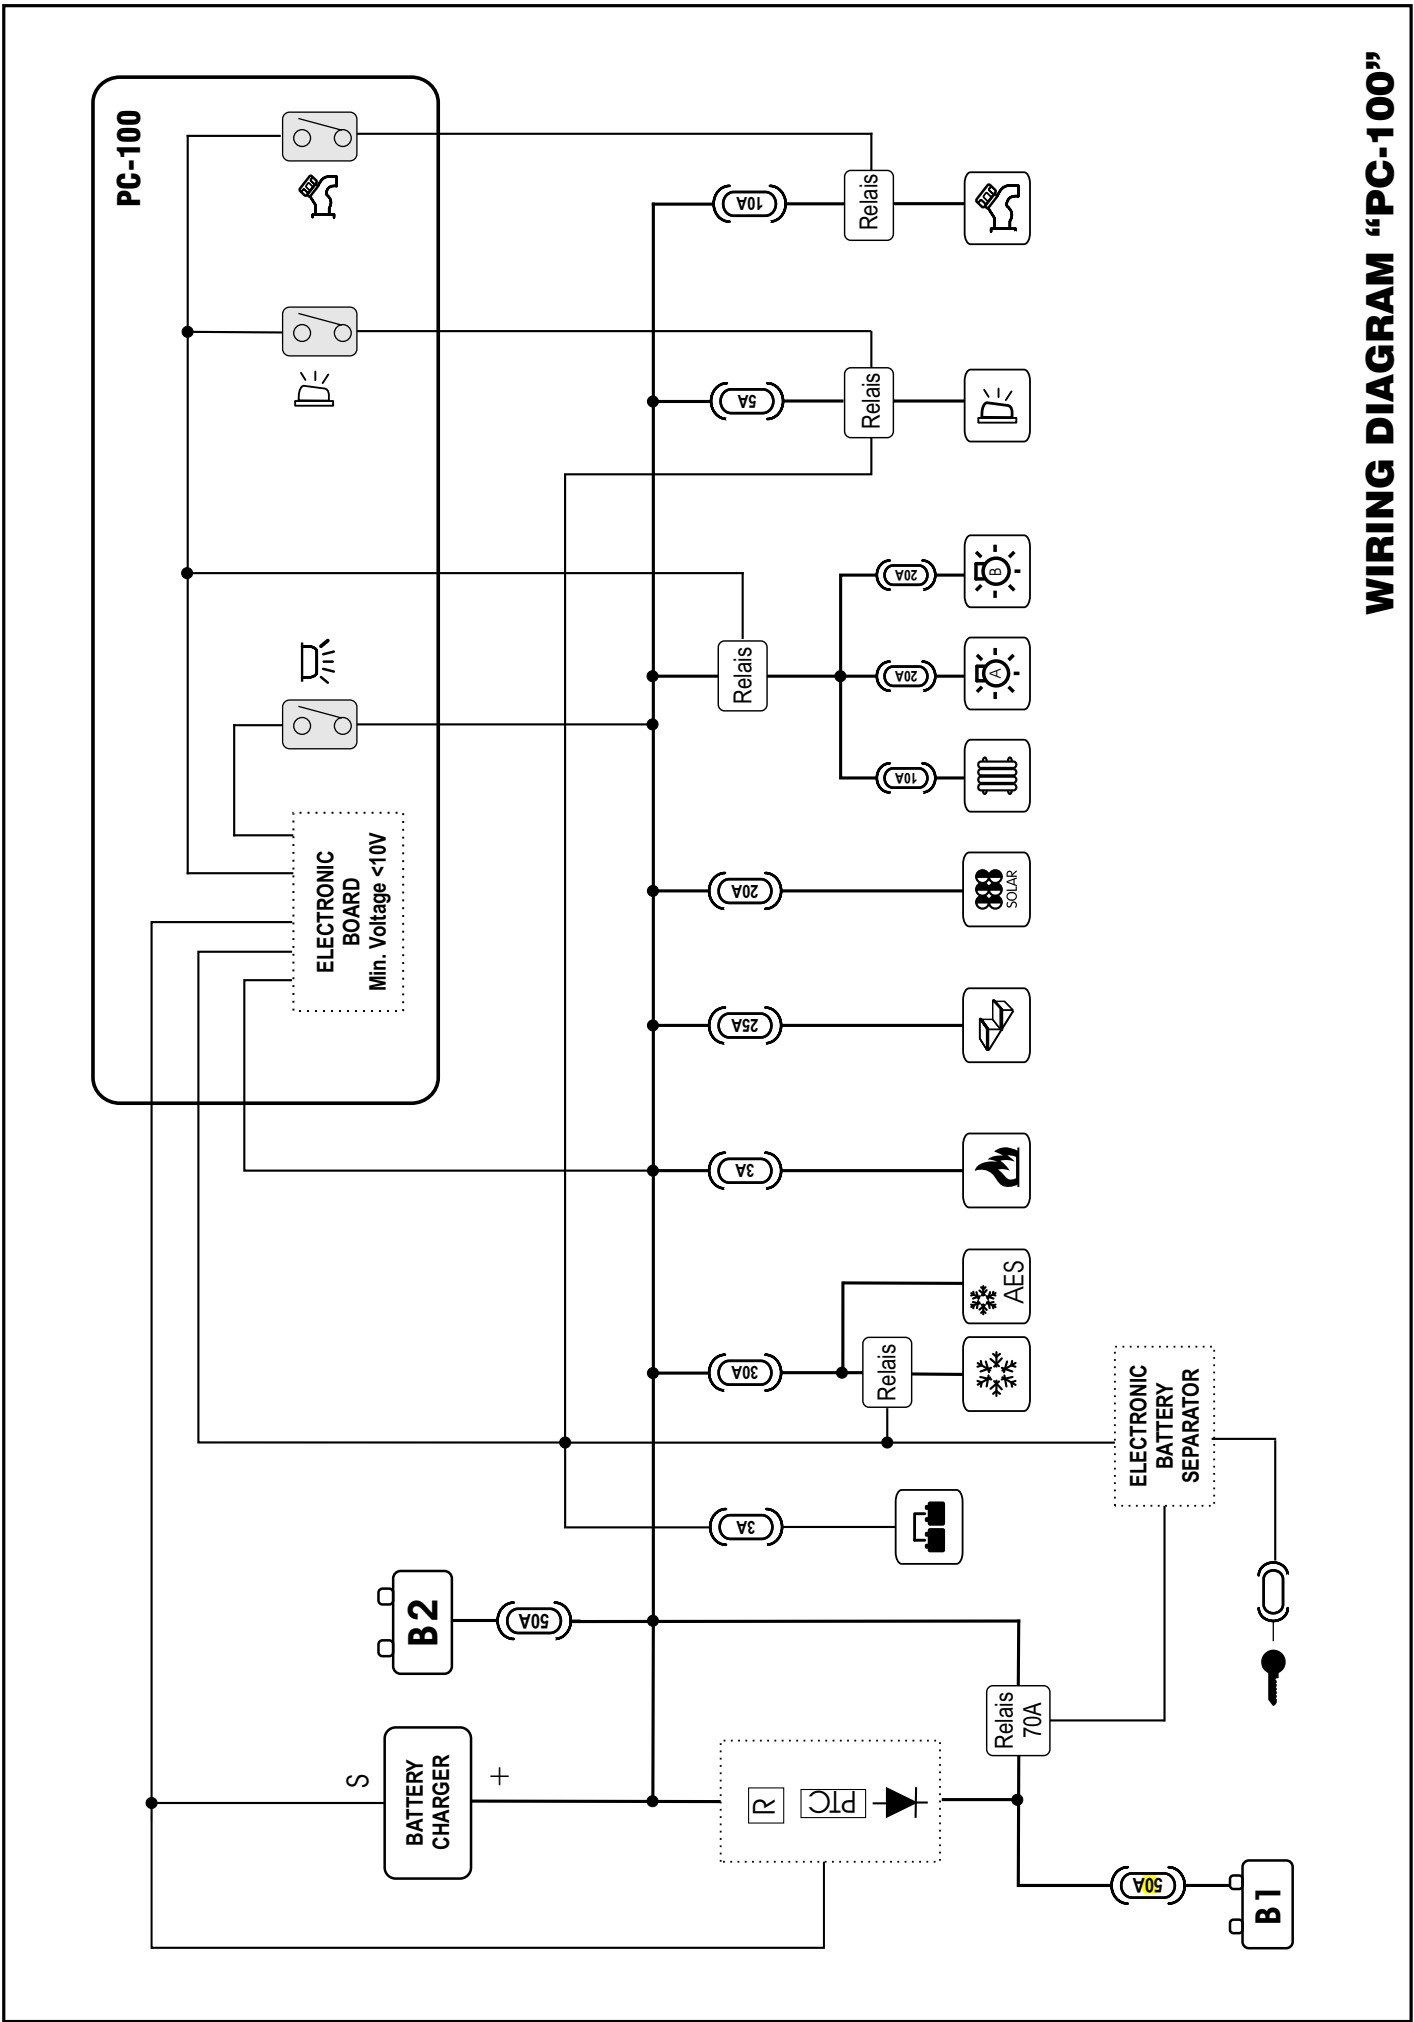 WIRING DIAGRAM “PC-100”
PC-100
ELECTRONIC
BOARD
Min. Voltage <10V
S
BATTERY
CHARGER
+
B2
50A
3A
30A
3A
25A
20A
5A
10A
Relais
10A
20A
20A
Relais
Relais
Relais
AES
SOLAR
A
B
R
PTC
Relais
70A
ELECTRONIC
BATTERY
SEPARATOR
50A
B1